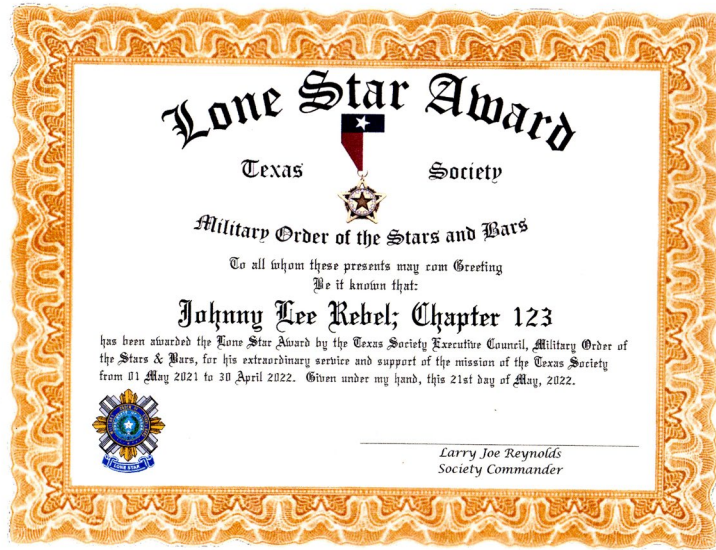 Lone Star Award
Texas Society
Military Order of the Stars and Bars
To all whom these presents may com Greeting
Be it known that:
Johnny Lee Rebel; Chapter 123
has been awarded the Lone Star Award by the Texas Society Executive Council, Military Order of
the Stars & Bars, for his extraordinary service and support of the mission of the Texas Society
from 01 May 2021 to 30 April 2022. Given under my hand, this 21st day of May, 2022.
LONE STAR
Larry Joe Reynolds
Society Commander